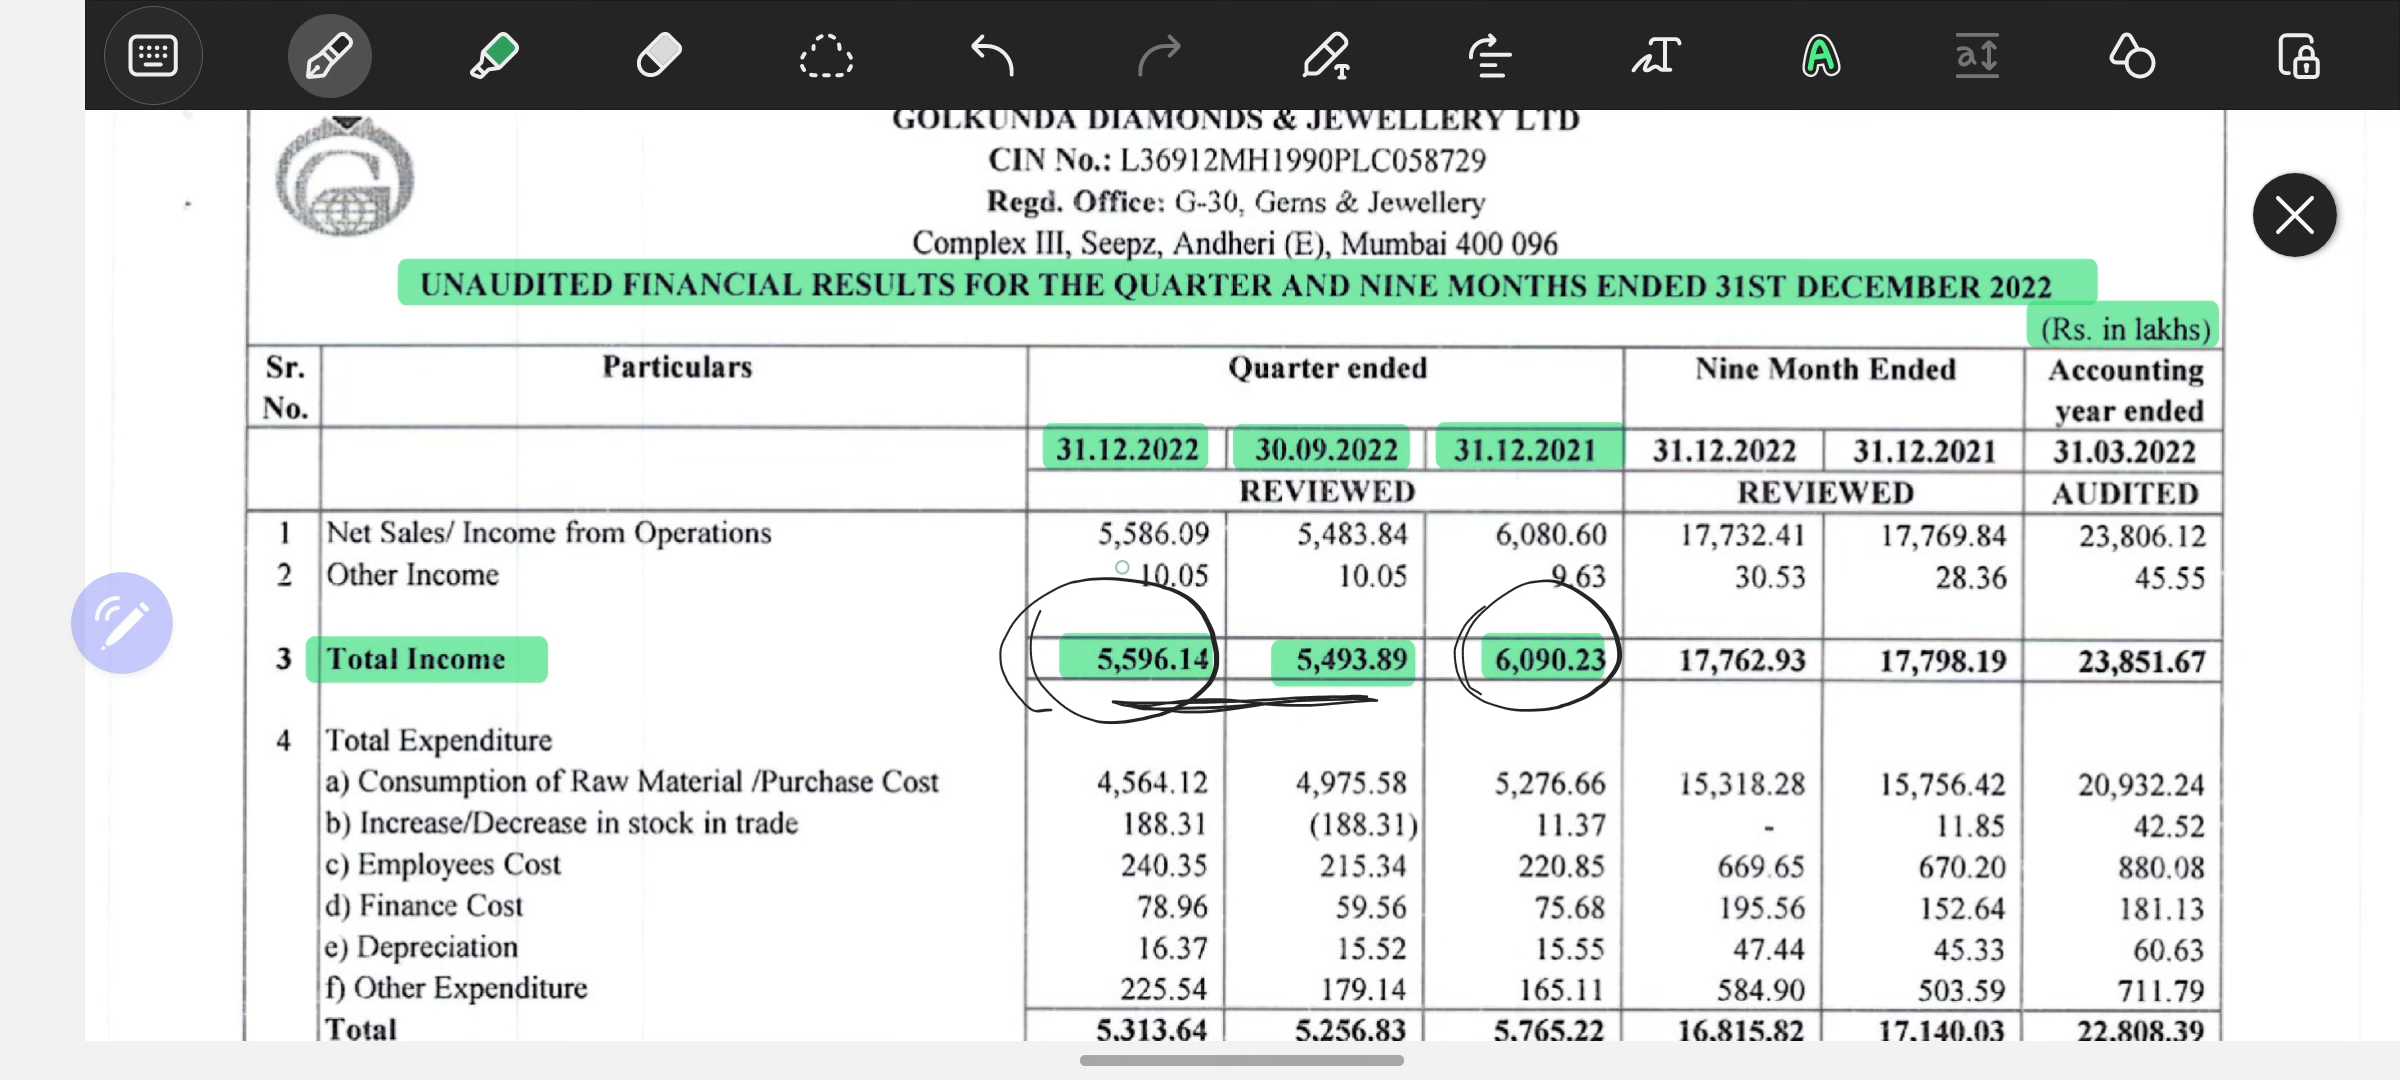 GOLKUNDA DIAMONDS & JEWELLERY LTD
CIN No.: L36912MH1990PLC058729
Regd. Office: G-30, Gems & Jewellery
Complex III, Seepz, Andheri (E), Mumbai 400 096
UNAUDITED FINANCIAL RESULTS FOR THE QUARTER AND NINE MONTHS ENDED 31ST DECEMBER 2022
(Rs. in lakhs)
Sr. No. Particulars Quarter ended Nine Month Ended Accounting year ended
31.12.2022 30.09.2022 31.12.2021 31.12.2022 31.12.2021 31.03.2022
REVIEWED REVIEWED AUDITED
1 Net Sales/ Income from Operations 5,586.09 5,483.84 6,080.60 17,732.41 17,769.84 23,806.12
2 Other Income 10.05 10.05 9.63 30.53 28.36 45.55
3 Total Income 5,596.14 5,493.89 6,090.23 17,762.93 17,798.19 23,851.67
4 Total Expenditure
a) Consumption of Raw Material /Purchase Cost 4,564.12 4,975.58 5,276.66 15,318.28 15,756.42 20,932.24
b) Increase/Decrease in stock in trade 188.31 (188.31) 11.37 - 11.85 42.52
c) Employees Cost 240.35 215.34 220.85 669.65 670.20 880.08
d) Finance Cost 78.96 59.56 75.68 195.56 152.64 181.13
e) Depreciation 16.37 15.52 15.55 47.44 45.33 60.63
f) Other Expenditure 225.54 179.14 165.11 584.90 503.59 711.79
Total 5,313.64 5,256.83 5,765.22 16,815.82 17,140.03 22,808.39